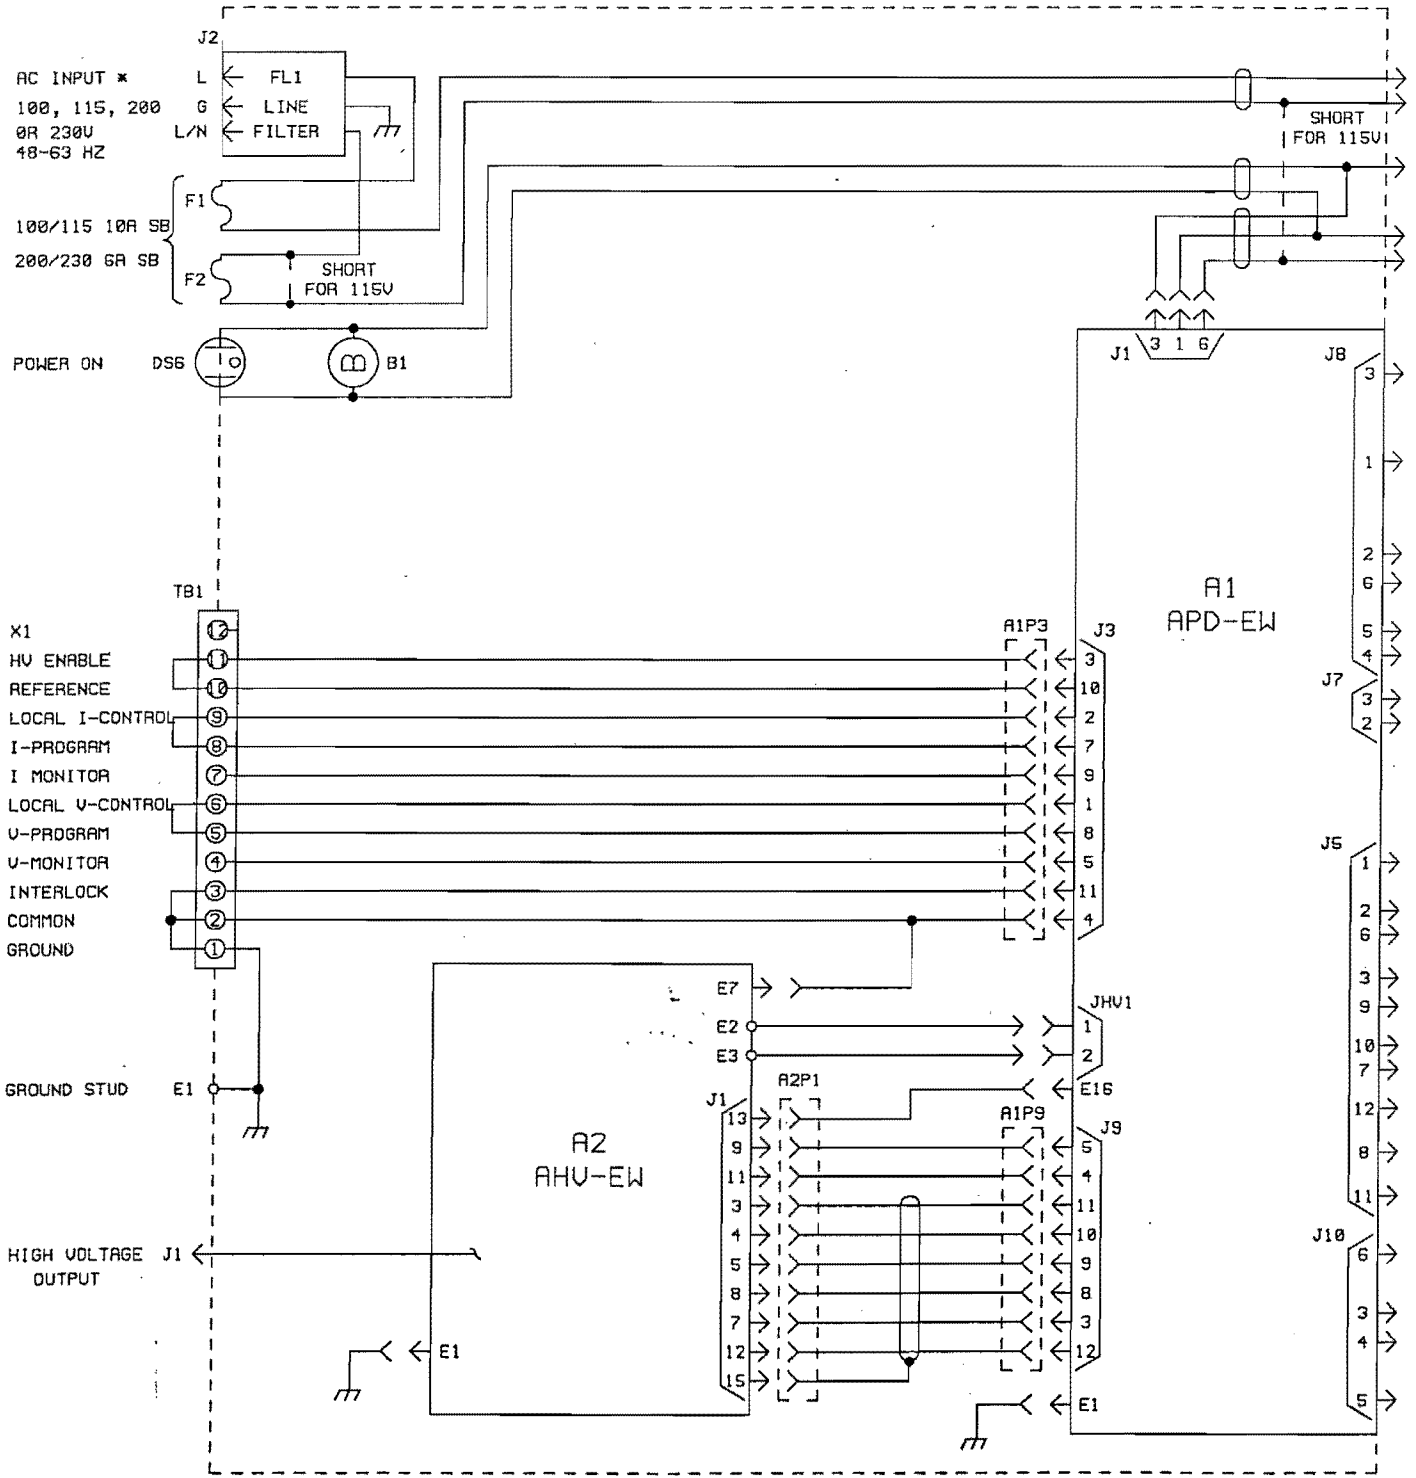 J2
AC INPUT *
100, 115, 200
0R 230V
48-63 HZ
L
G
L/N
FL1
LINE
FILTER
SHORT
FOR 115V
F1
100/115 10A SB
200/230 6A SB
F2
SHORT
FOR 115V
POWER ON
DS6
B
B1
J1
3 1 6
J8
3
1
2
6
5
4
J7
3
2
A1
APD-EW
TB1
X1 12
HV ENABLE 11
REFERENCE 10
LOCAL I-CONTROL 9
I-PROGRAM 8
I MONITOR 7
LOCAL V-CONTROL 6
V-PROGRAM 5
V-MONITOR 4
INTERLOCK 3
COMMON 2
GROUND 1
A1P3
J3
3
10
2
7
9
1
8
5
11
4
J5
1
2
6
3
9
10
7
12
8
11
J10
6
3
4
5
E7
E2
E3
JHV1
1
2
E16
GROUND STUD E1
A2
AHV-EW
J1
A2P1
13
9
11
3
4
5
8
7
12
15
A1P9
J9
5
4
11
10
9
8
3
12
HIGH VOLTAGE J1
OUTPUT
E1
E1